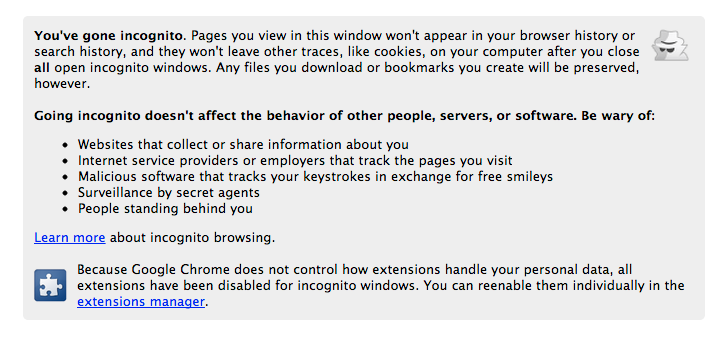 You've gone incognito. Pages you view in this window won't appear in your browser history or
search history, and they won't leave other traces, like cookies, on your computer after you close
all open incognito windows. Any files you download or bookmarks you create will be preserved,
however.
Going incognito doesn't affect the behavior of other people, servers, or software. Be wary of:
• Websites that collect or share information about you
• Internet service providers or employers that track the pages you visit
• Malicious software that tracks your keystrokes in exchange for free smileys
• Surveillance by secret agents
• People standing behind you
Learn more about incognito browsing.
Because Google Chrome does not control how extensions handle your personal data, all
extensions have been disabled for incognito windows. You can reenable them individually in the
extensions manager.